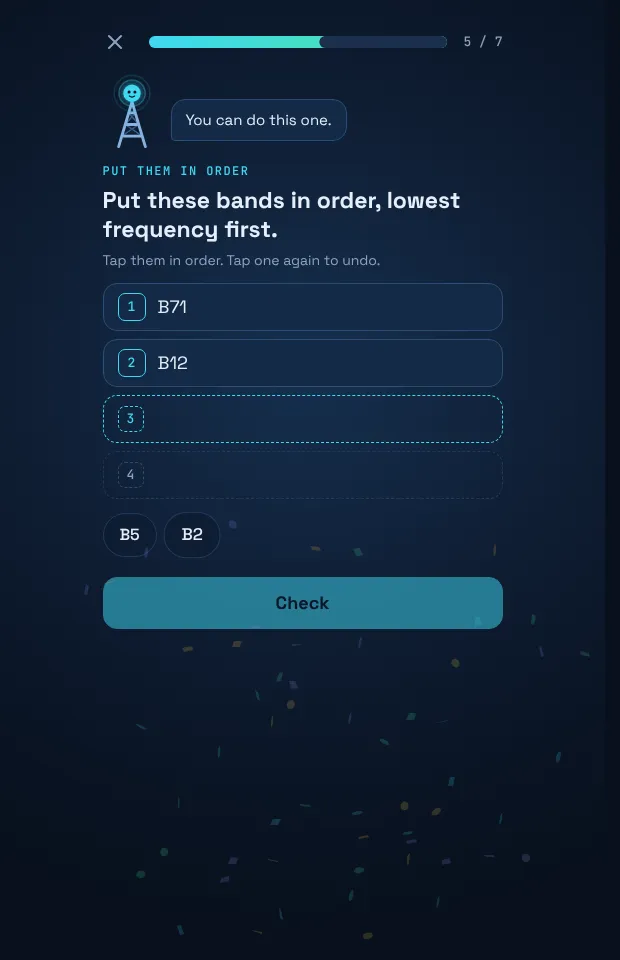 5 / 7
You can do this one.
PUT THEM IN ORDER
Put these bands in order, lowest
frequency first.
Tap them in order. Tap one again to undo.
1 B71
2 B12
3
4
B5 B2
Check